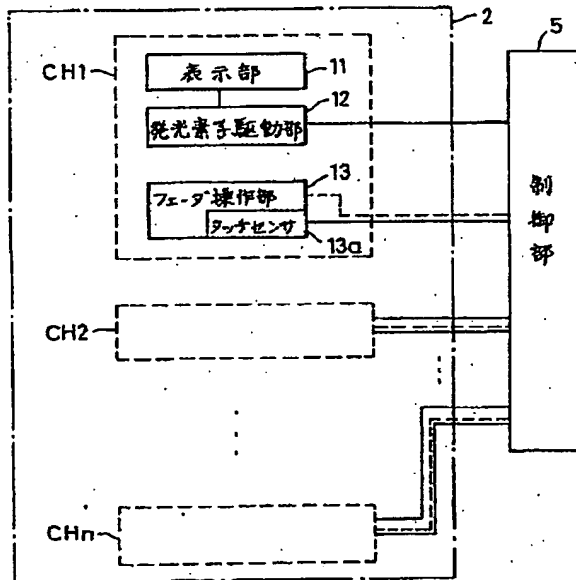 2
5
CH1
表示部
11
12
発光素子駆動部
13
フェーダ操作部
タッチセンサ
13a
制御部
CH2
CHn